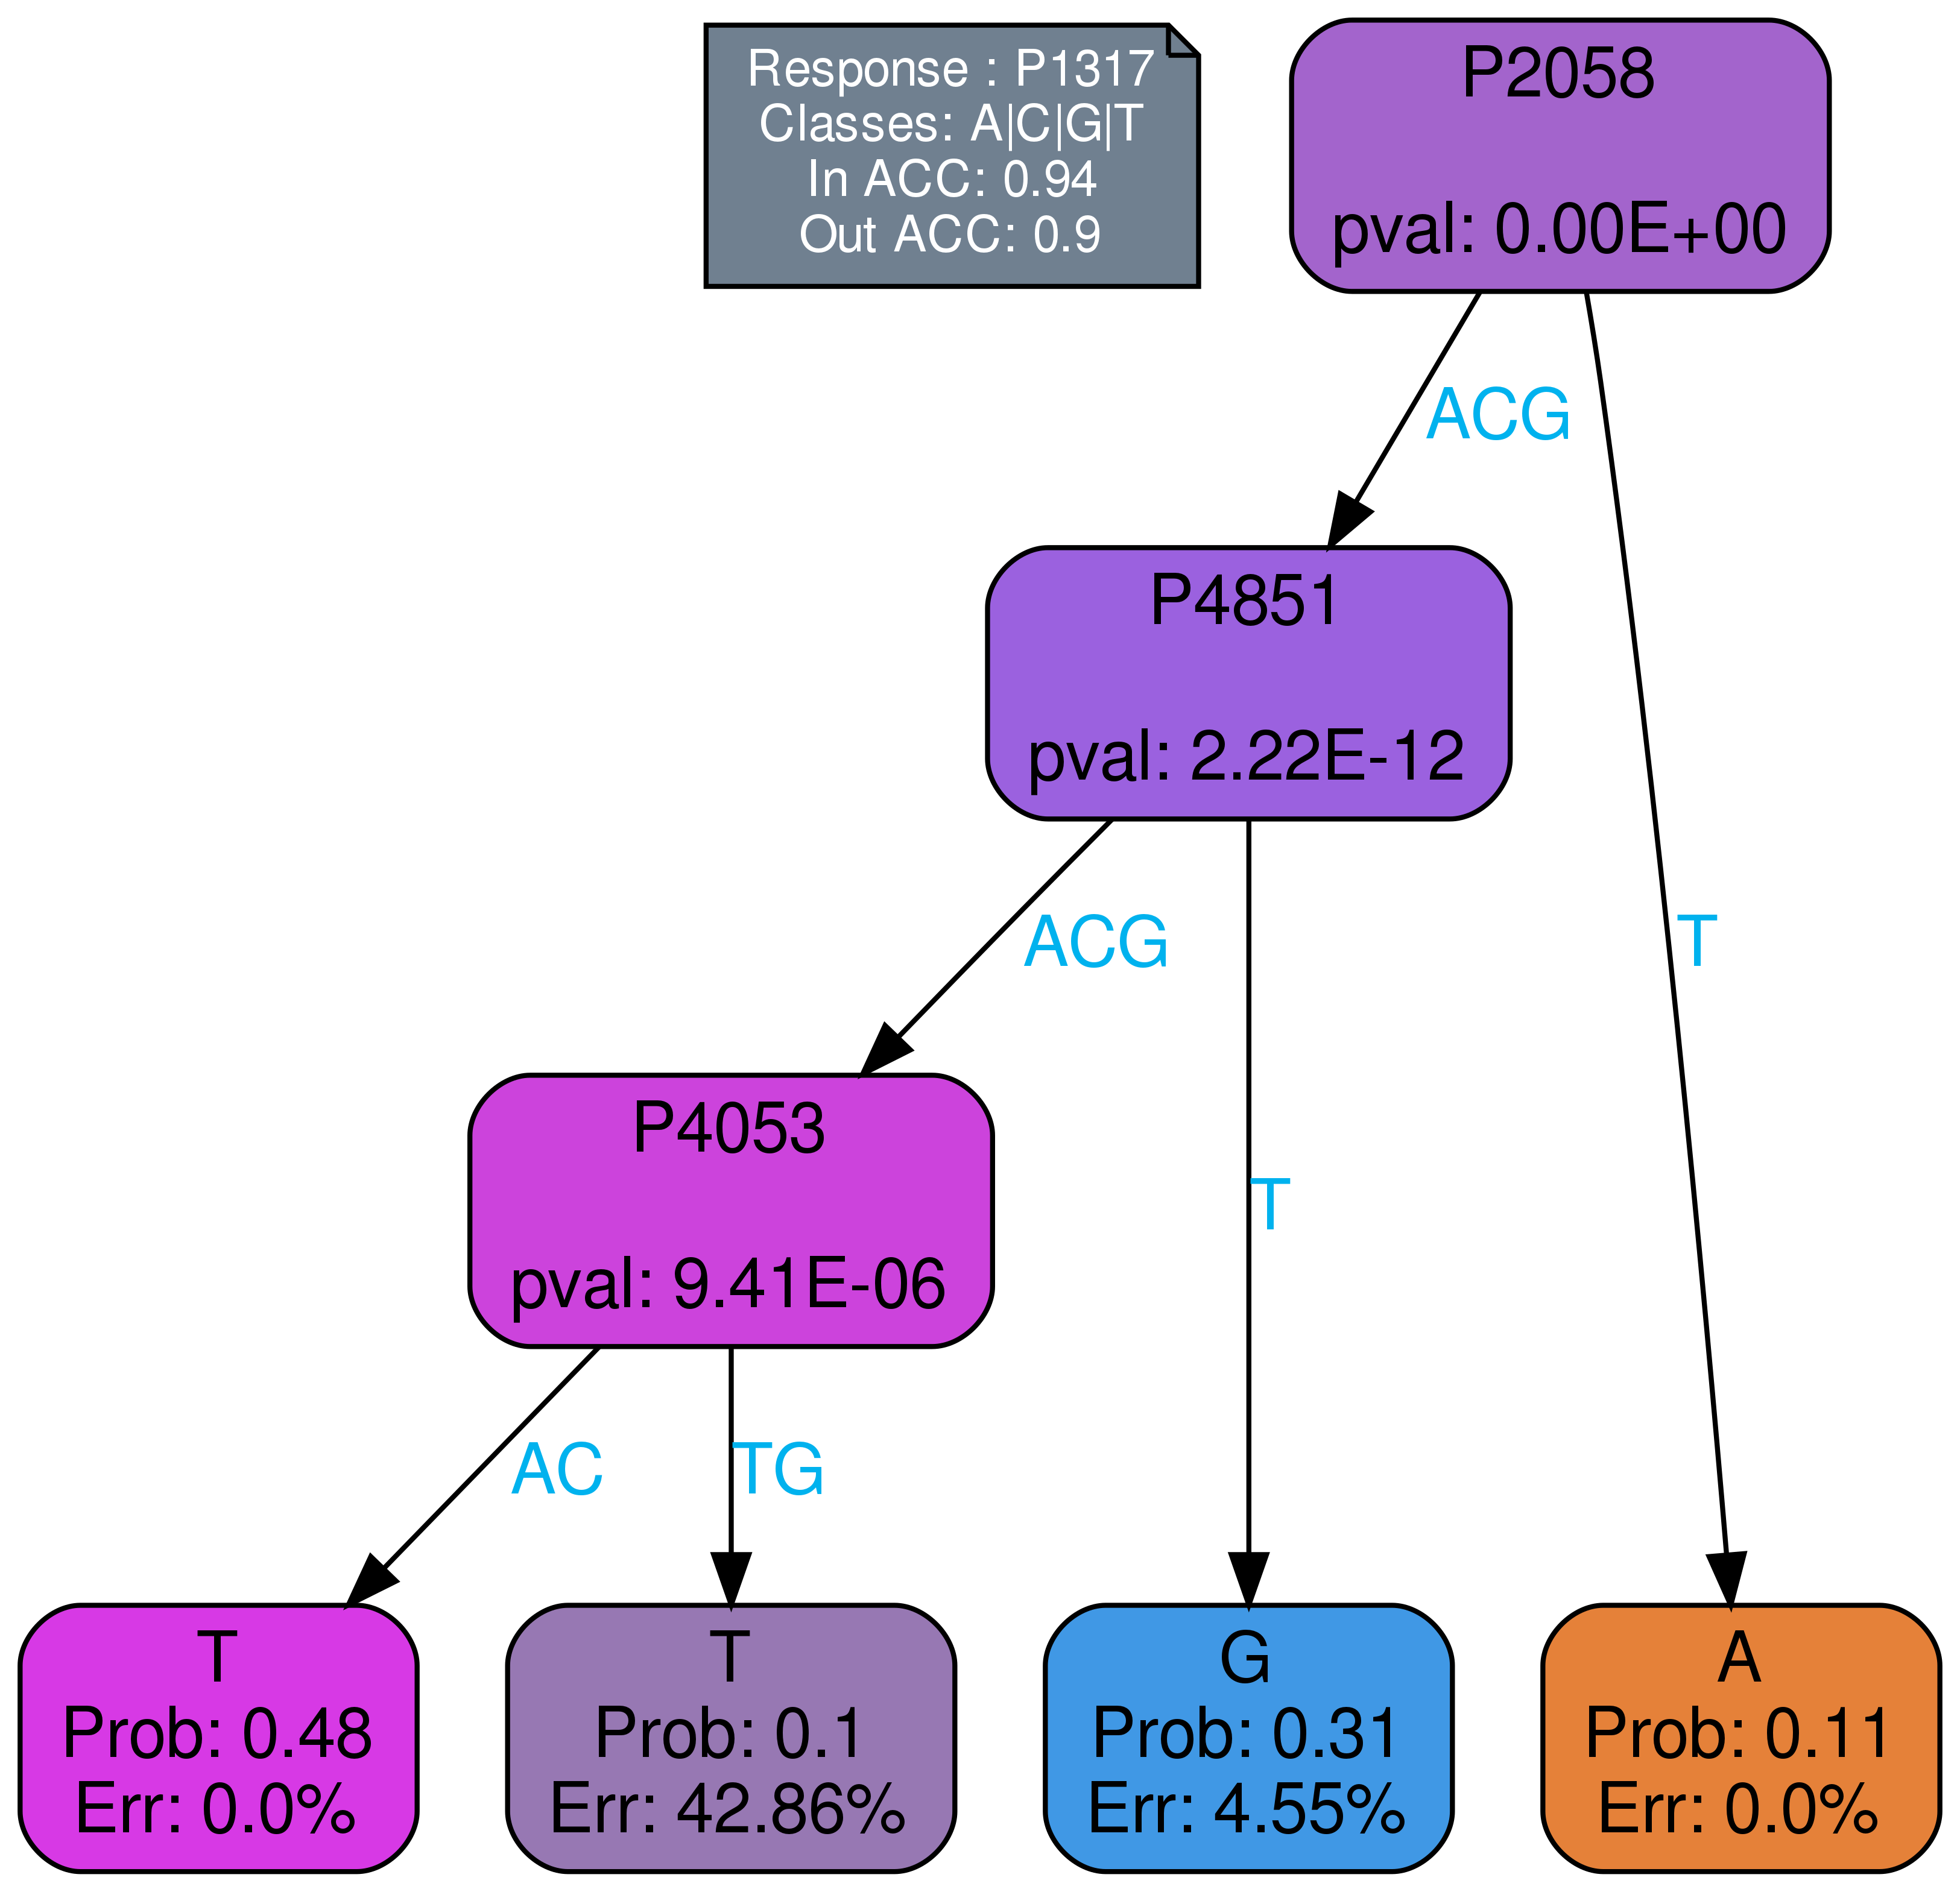 Response : P1317
Classes: A|C|G|T
In ACC: 0.94
Out ACC: 0.9
P2058
pval: 0.00E+00
ACG
T
P4851
pval: 2.22E-12
ACG
T
P4053
pval: 9.41E-06
AC
TG
T
Prob: 0.48
Err: 0.0%
T
Prob: 0.1
Err: 42.86%
G
Prob: 0.31
Err: 4.55%
A
Prob: 0.11
Err: 0.0%